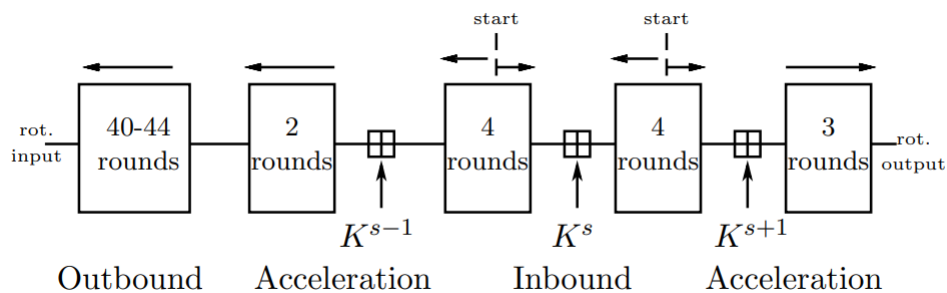 start
start
rot.
input
40-44
rounds
2
rounds
4
rounds
4
rounds
3
rounds
rot.
output
K^{s-1}
K^{s}
K^{s+1}
Outbound
Acceleration
Inbound
Acceleration